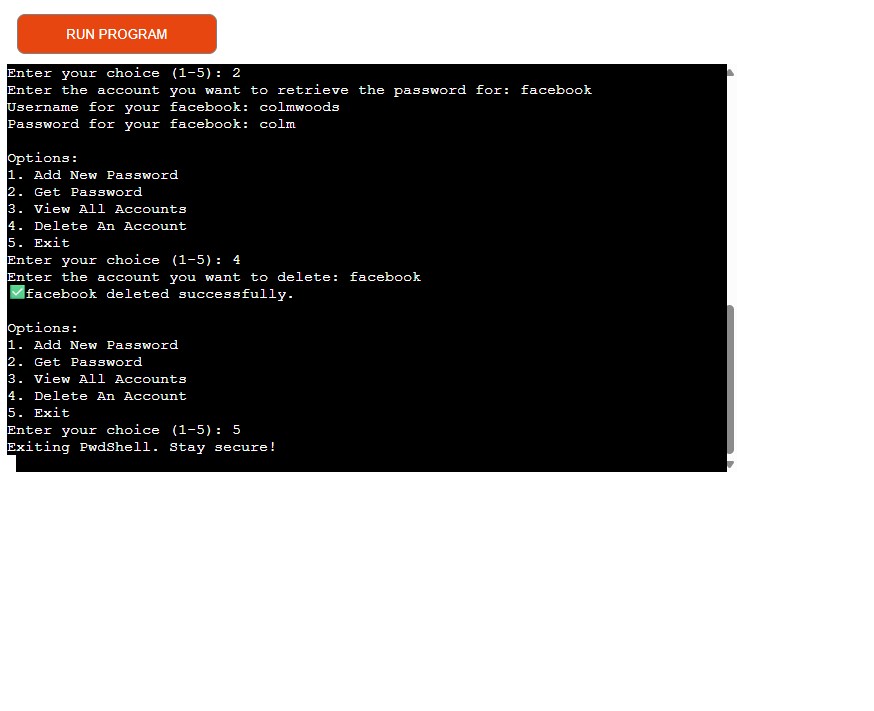 RUN PROGRAM
Enter your choice (1-5): 2
Enter the account you want to retrieve the password for: facebook
Username for your facebook: colmwoods
Password for your facebook: colm
Options:
1. Add New Password
2. Get Password
3. View All Accounts
4. Delete An Account
5. Exit
Enter your choice (1-5): 4
Enter the account you want to delete: facebook
✅facebook deleted successfully.
Options:
1. Add New Password
2. Get Password
3. View All Accounts
4. Delete An Account
5. Exit
Enter your choice (1-5): 5
Exiting PwdShell. Stay secure!